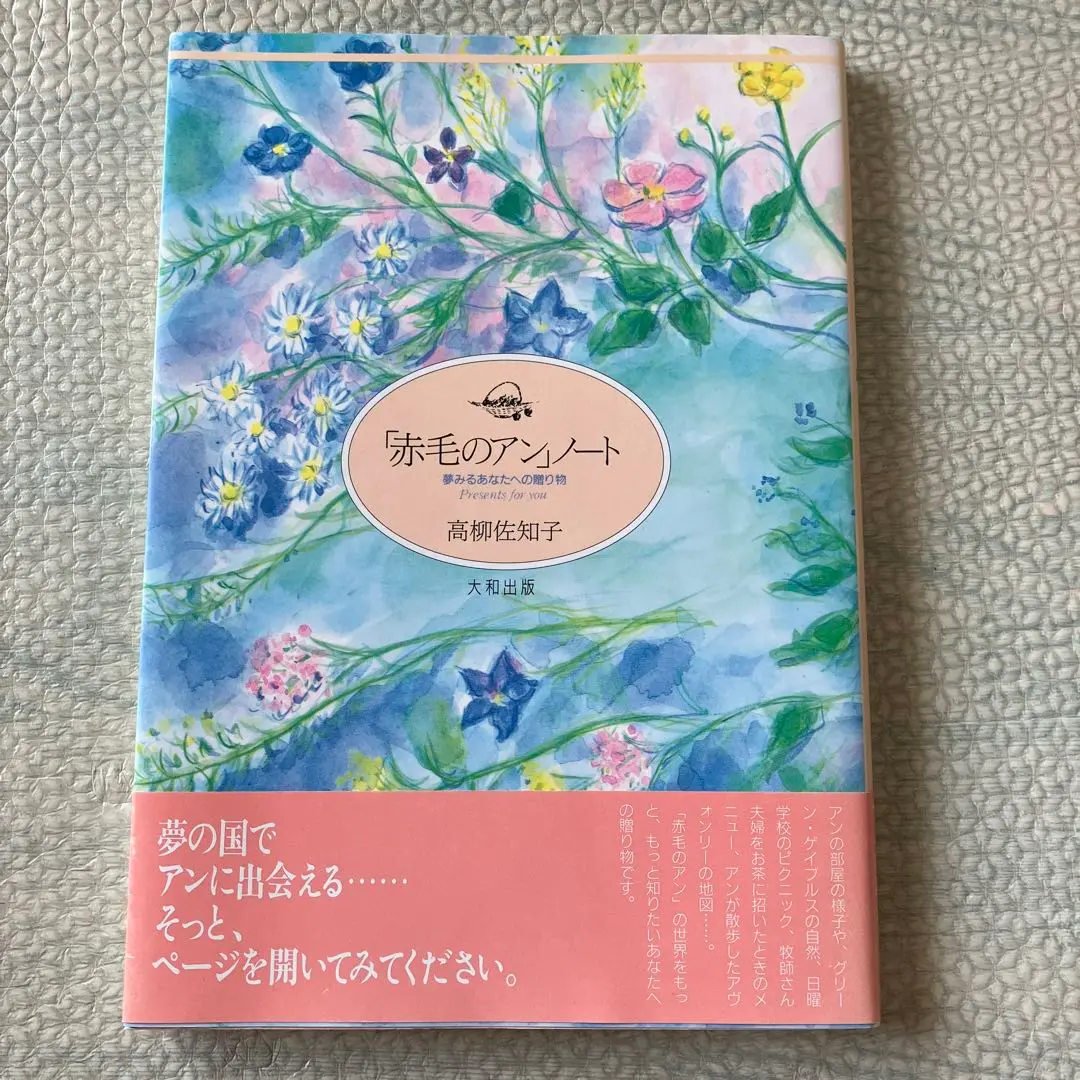 「赤毛のアン」ノート
夢みるあなたへの贈り物
Presents for you
高柳佐知子
大和出版
夢の国で
アンに出会える……
そっと、
ページを開いてみてください。
アンの部屋の様子や、グリー
ン・ゲイブルスの自然、日曜
学校のピクニック、牧師さん
夫婦をお茶に招いたときのメ
ニュー、アンが散歩したアヴ
ォンリーの地図……。
「赤毛のアン」の世界をもっ
と、もっと知りたいあなたへ
の贈り物です。